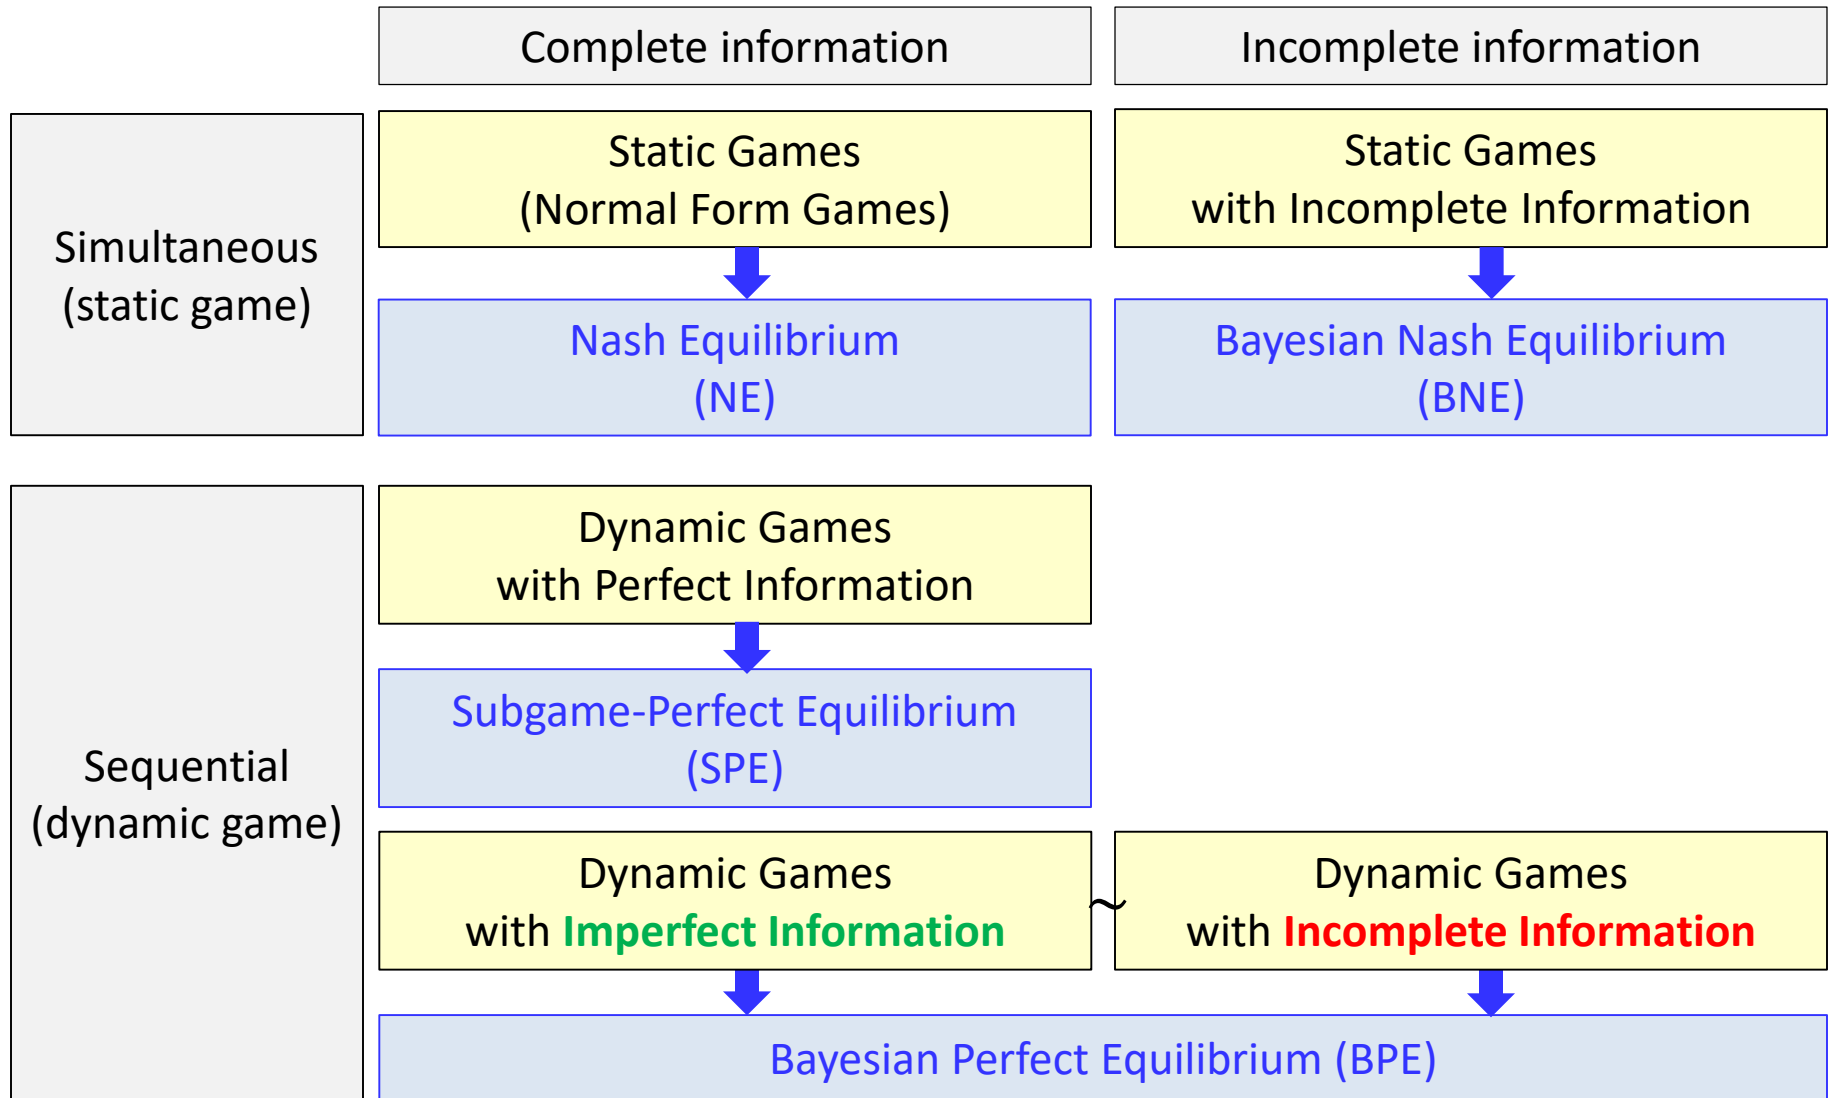 Complete information
Incomplete information
Simultaneous
(static game)
Static Games
(Normal Form Games)
Static Games
with Incomplete Information
Nash Equilibrium
(NE)
Bayesian Nash Equilibrium
(BNE)
Sequential
(dynamic game)
Dynamic Games
with Perfect Information
Subgame-Perfect Equilibrium
(SPE)
Dynamic Games
with Imperfect Information
~
Dynamic Games
with Incomplete Information
Bayesian Perfect Equilibrium (BPE)